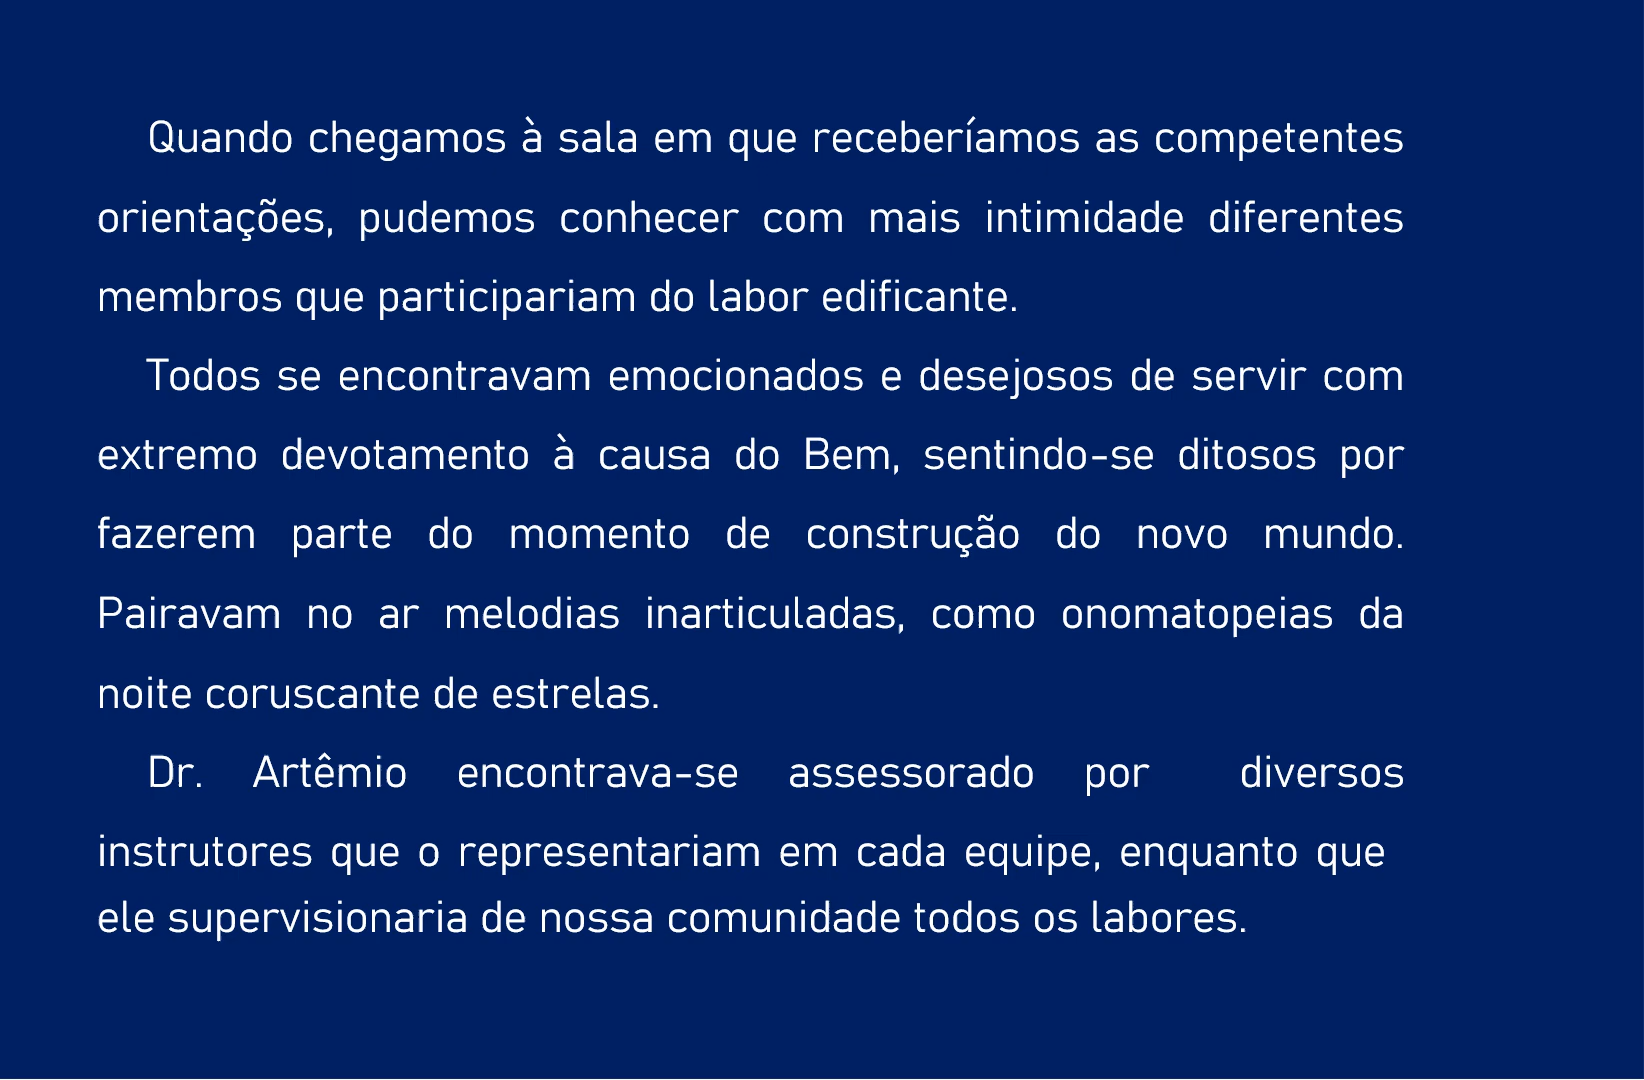 Quando chegamos à sala em que receberíamos as competentes
orientações, pudemos conhecer com mais intimidade diferentes
membros que participariam do labor edificante.
Todos se encontravam emocionados e desejosos de servir com
extremo devotamento à causa do Bem, sentindo-se ditosos por
fazerem parte do momento de construção do novo mundo.
Pairavam no ar melodias inarticuladas, como onomatopeias da
noite coruscante de estrelas.
Dr. Artêmio encontrava-se assessorado por diversos
instrutores que o representariam em cada equipe, enquanto que
ele supervisionaria de nossa comunidade todos os labores.